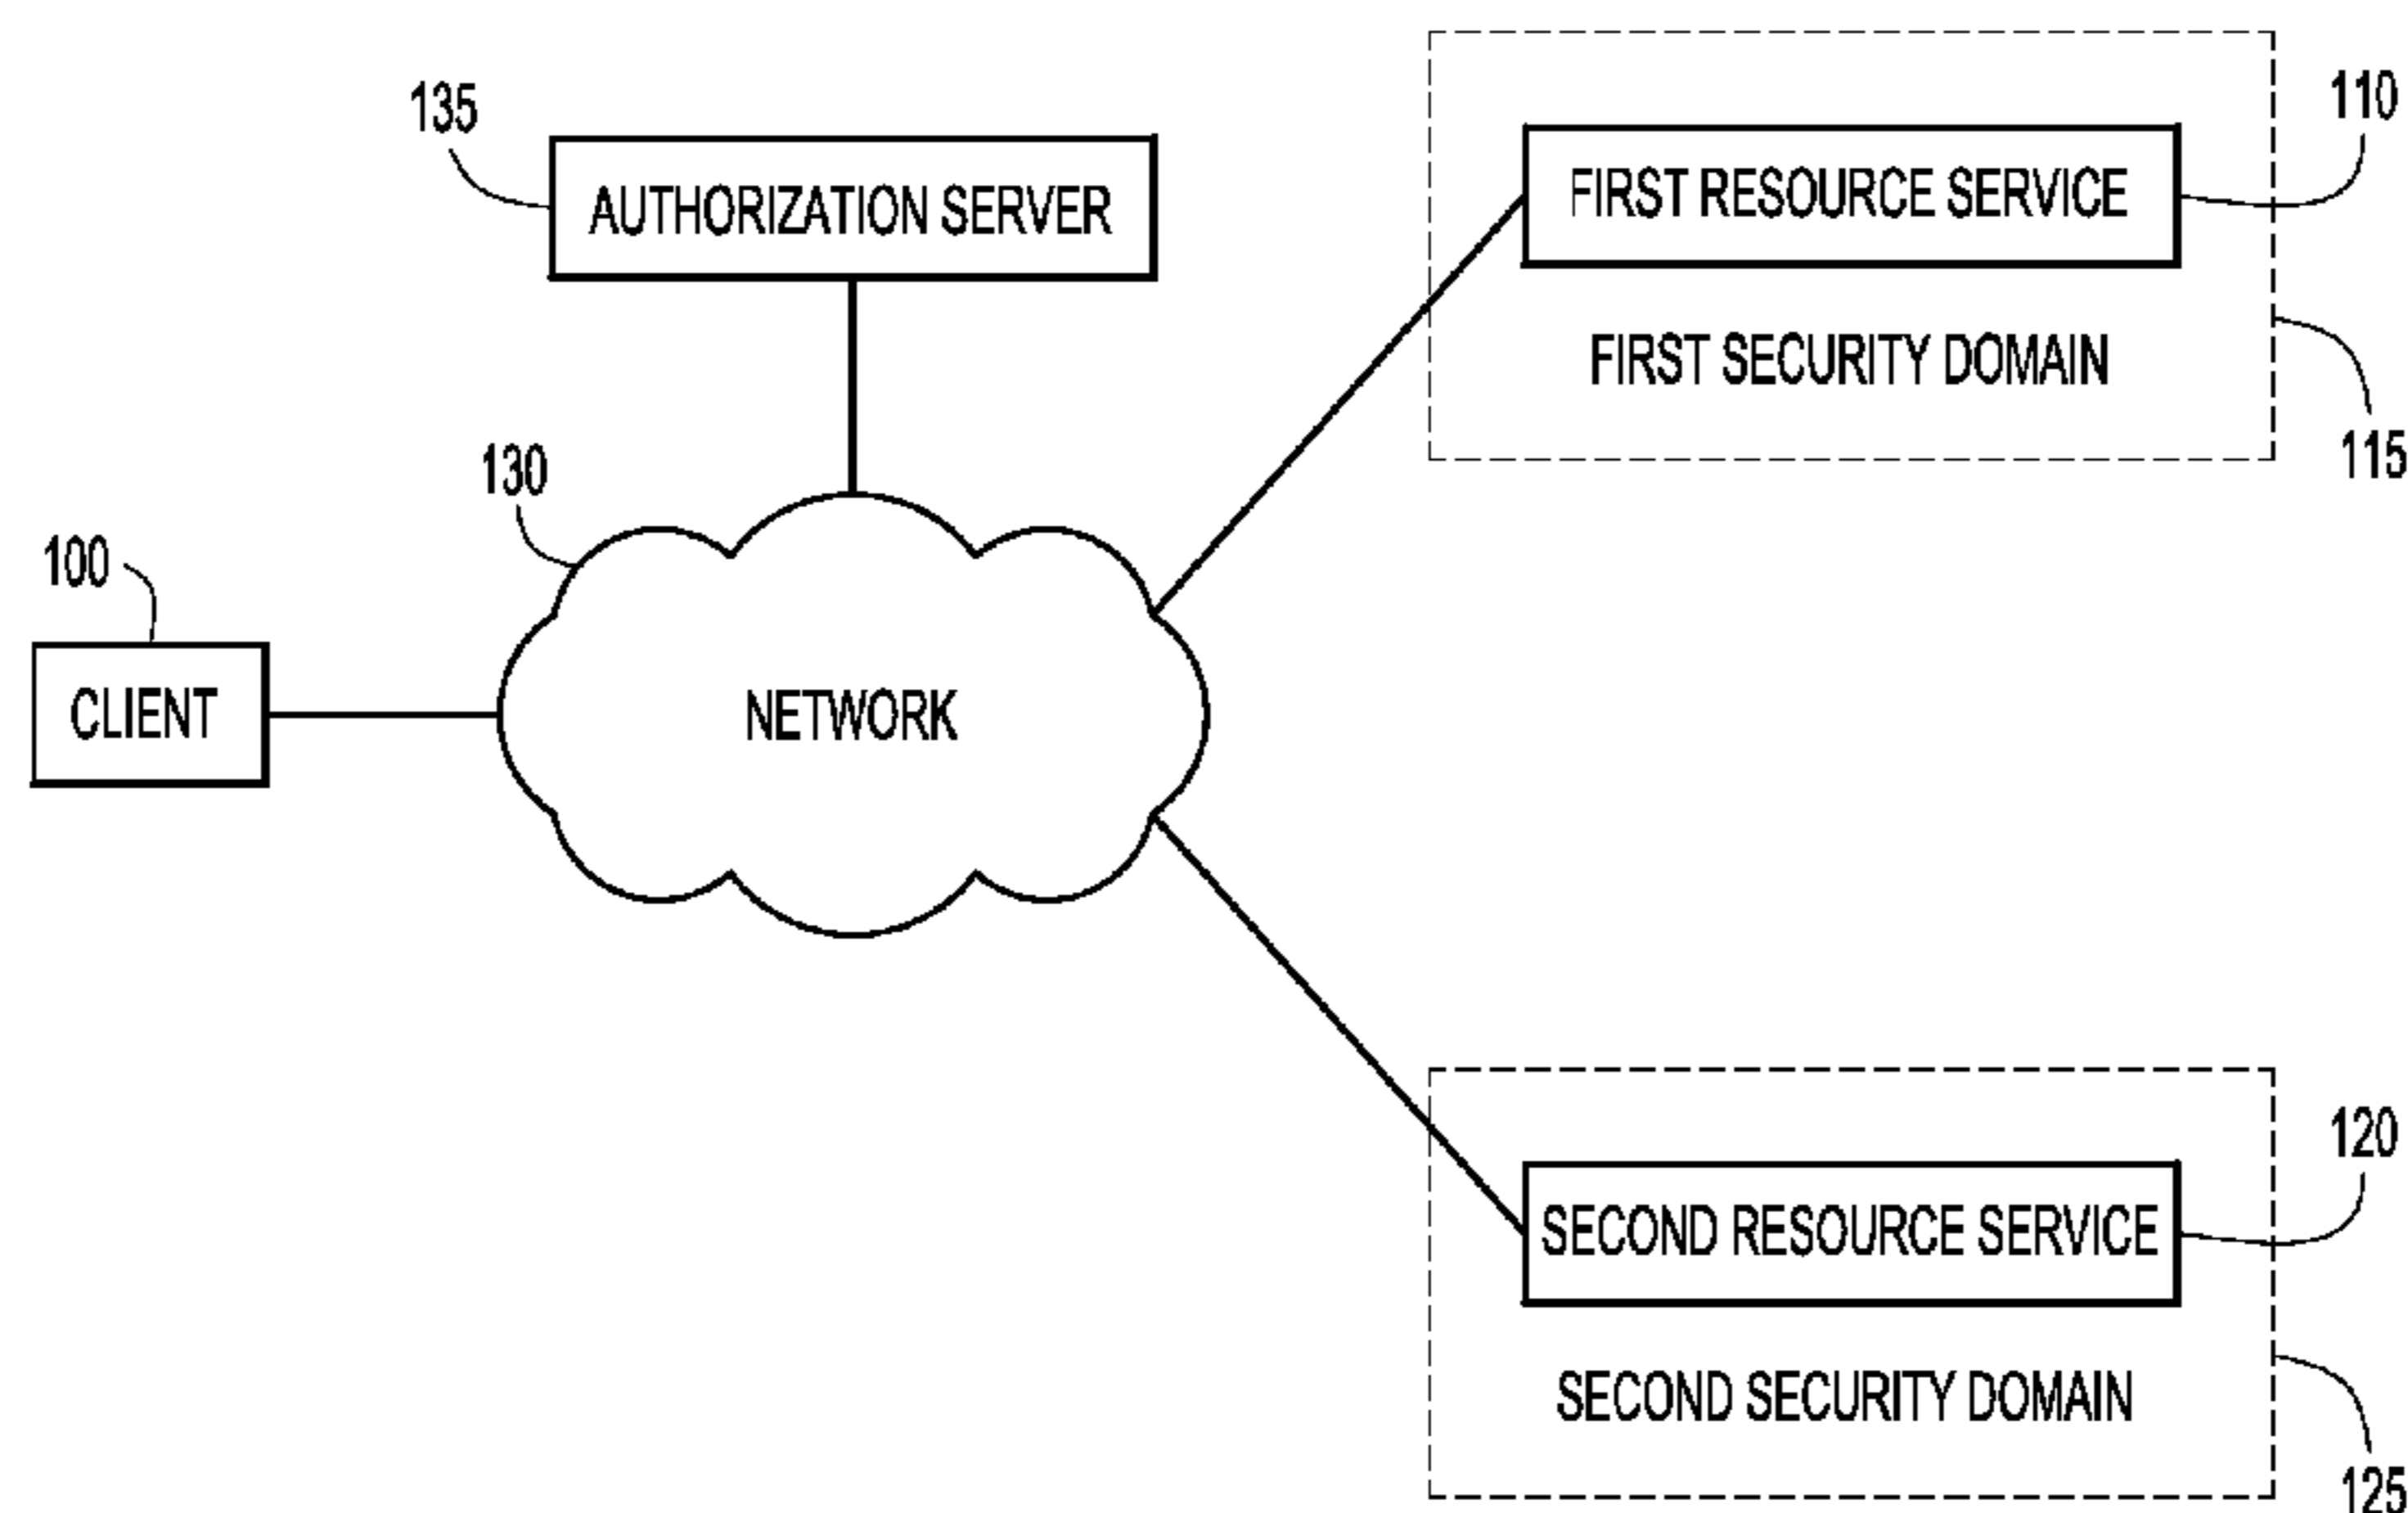 110
135
FIRST RESOURCE SERVICE
AUTHORIZATION SERVER
FIRST SECURITY DOMAIN
115
130
100
CLIENT
NETWORK
120
SECOND RESOURCE SERVICE
SECOND SECURITY DOMAIN
125